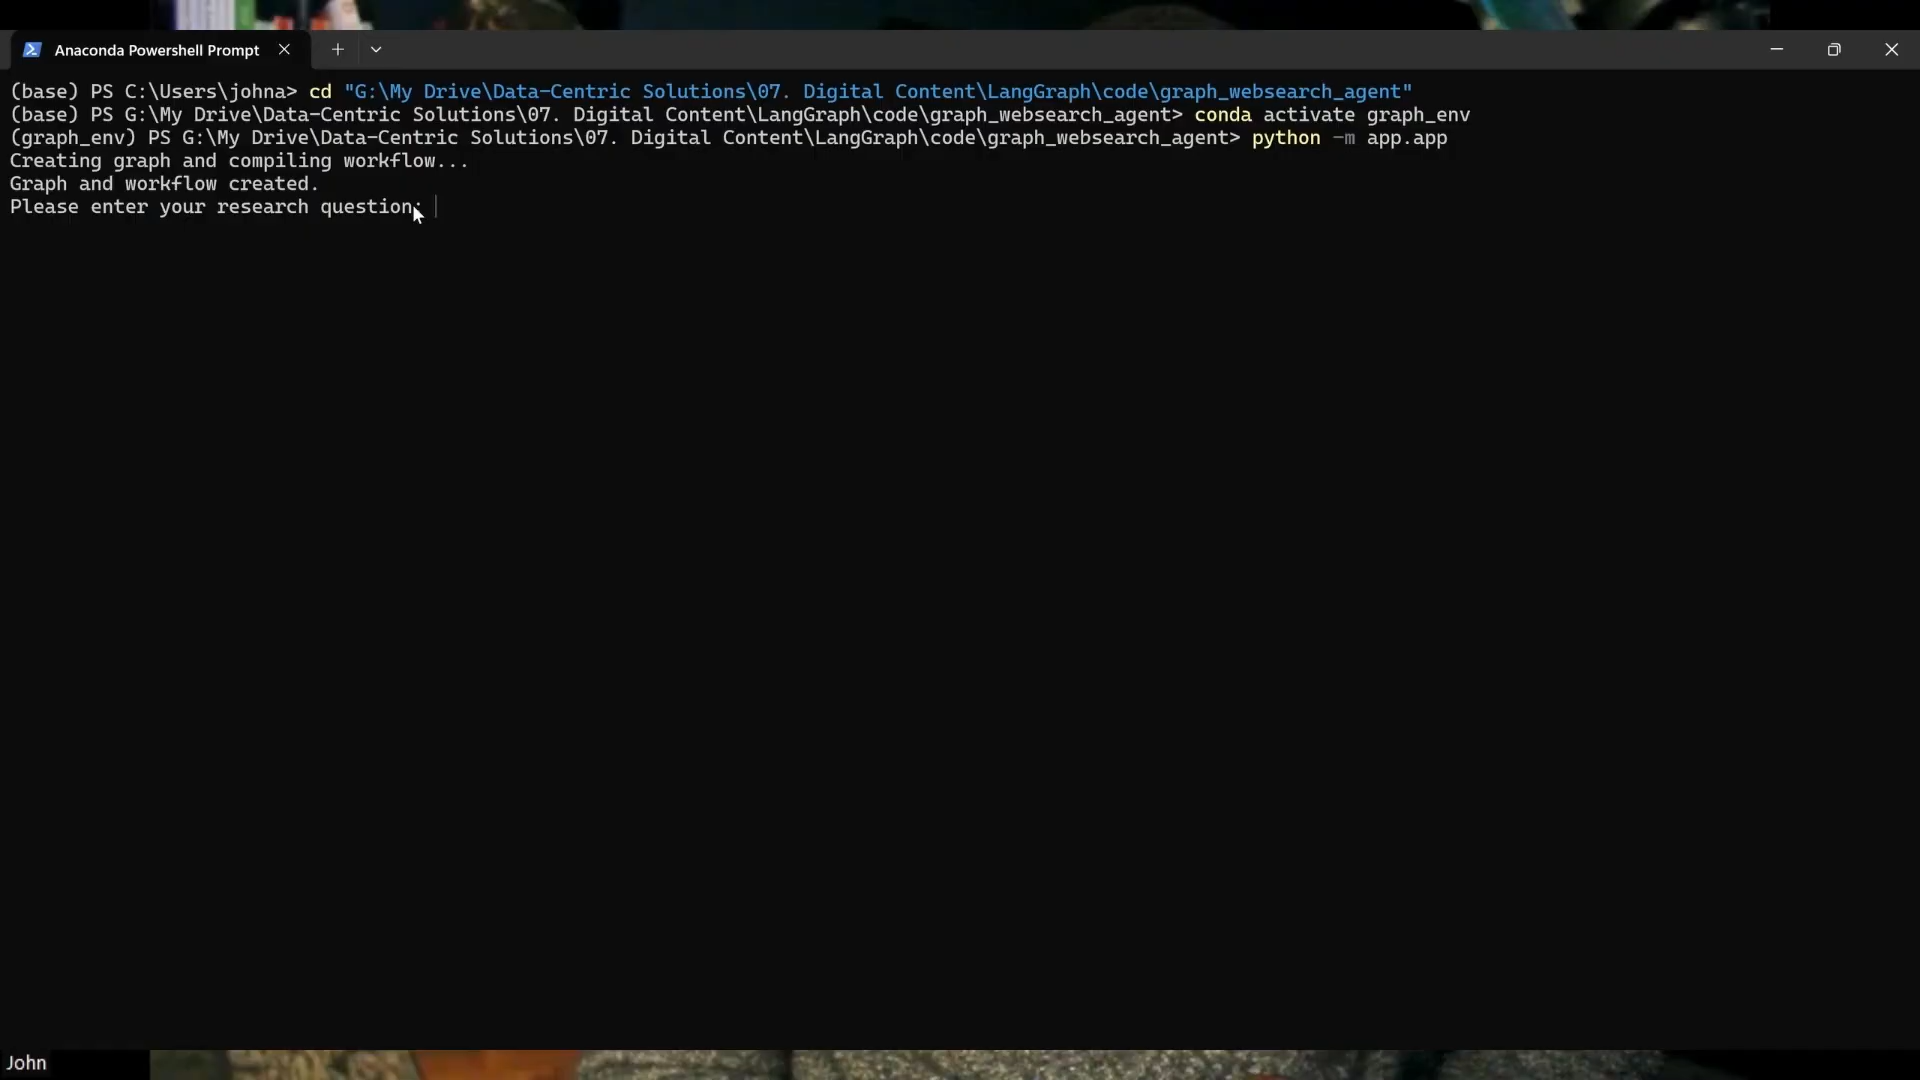 Anaconda Powershell Prompt
(base) PS C:\Users\johna> cd "G:\My Drive\Data-Centric Solutions\07. Digital Content\LangGraph\code\graph_websearch_agent"
(base) PS G:\My Drive\Data-Centric Solutions\07. Digital Content\LangGraph\code\graph_websearch_agent> conda activate graph_env
(graph_env) PS G:\My Drive\Data-Centric Solutions\07. Digital Content\LangGraph\code\graph_websearch_agent> python -m app.app
Creating graph and compiling workflow...
Graph and workflow created.
Please enter your research question:
John